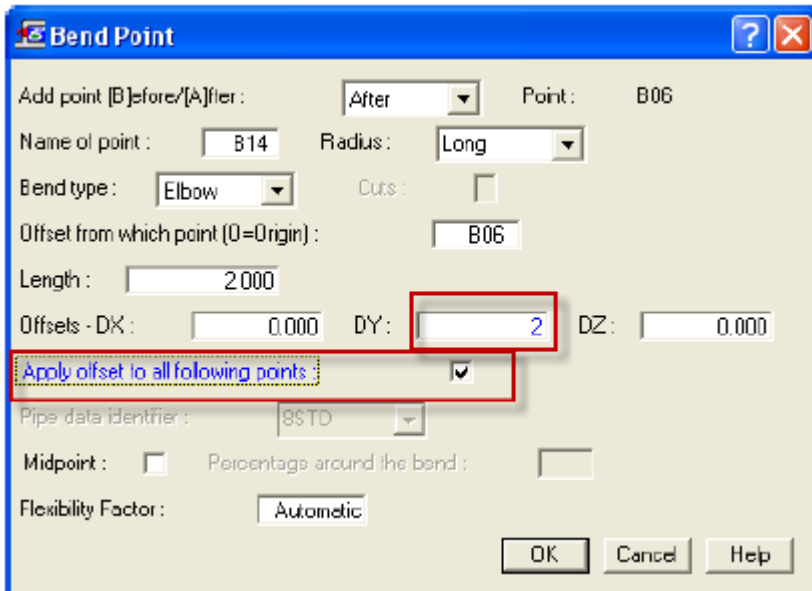 Bend Point
Add point [B]efore/[A]fter : After Point : B06
Name of point : B14 Radius : Long
Bend type : Elbow Cuts :
Offset from which point (O=Origin) : B06
Length : 2.000
Offsets - DX : 0.000 DY : 2 DZ : 0.000
Apply offset to all following points :
Pipe data identifier : 8STD
Midpoint : Percentage around the bend :
Flexibility Factor : Automatic
OK Cancel Help